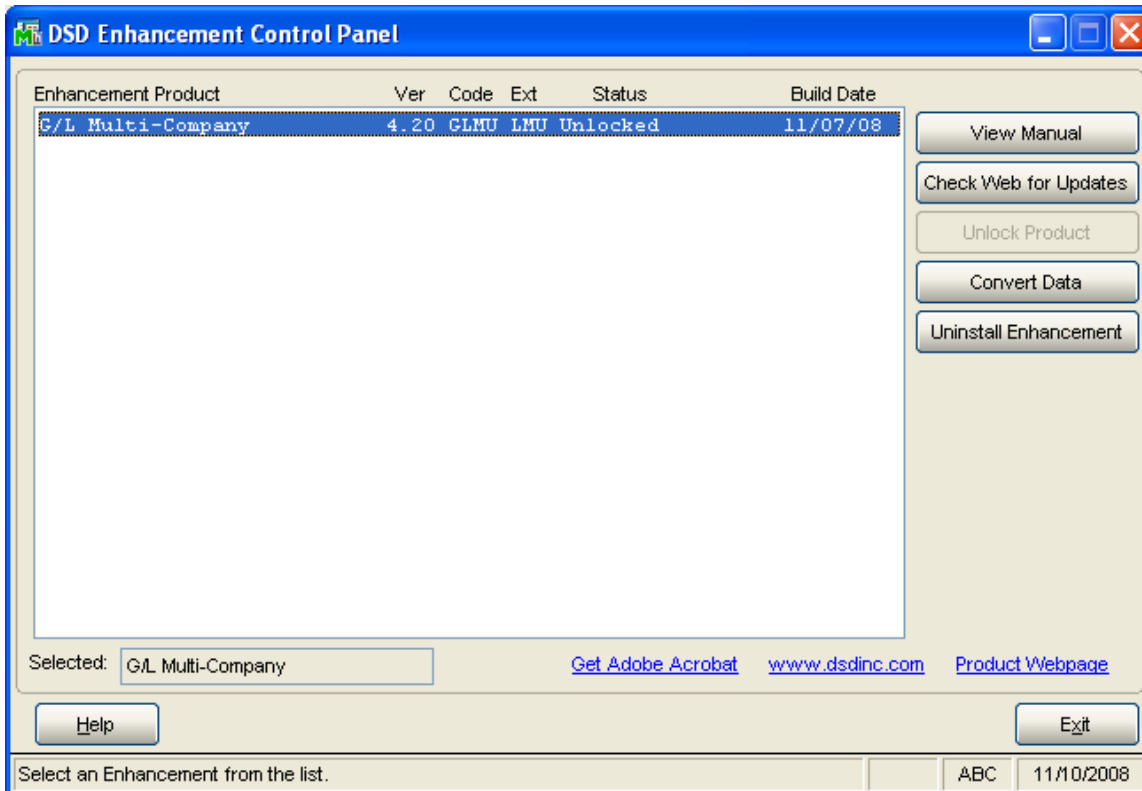 DSD Enhancement Control Panel
Enhancement Product Ver Code Ext Status Build Date
G/L Multi-Company 4.20 GLMU LMU Unlocked 11/07/08
View Manual
Check Web for Updates
Unlock Product
Convert Data
Uninstall Enhancement
Selected: G/L Multi-Company Get Adobe Acrobat www.dsdinc.com Product Webpage
Help Exit
Select an Enhancement from the list. ABC 11/10/2008